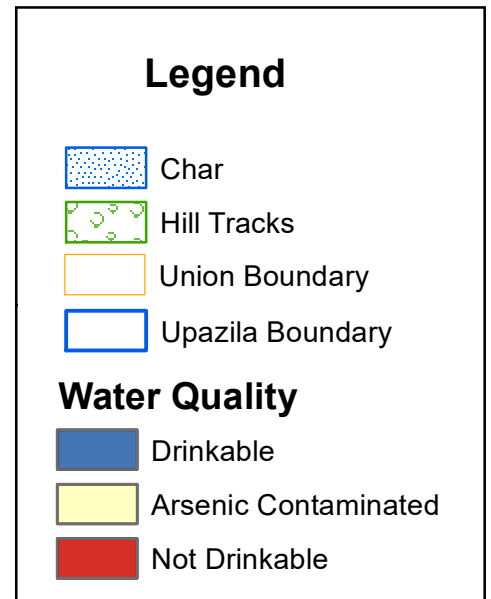 Legend
Char
Hill Tracks
Union Boundary
Upazila Boundary
Water Quality
Drinkable
Arsenic Contaminated
Not Drinkable